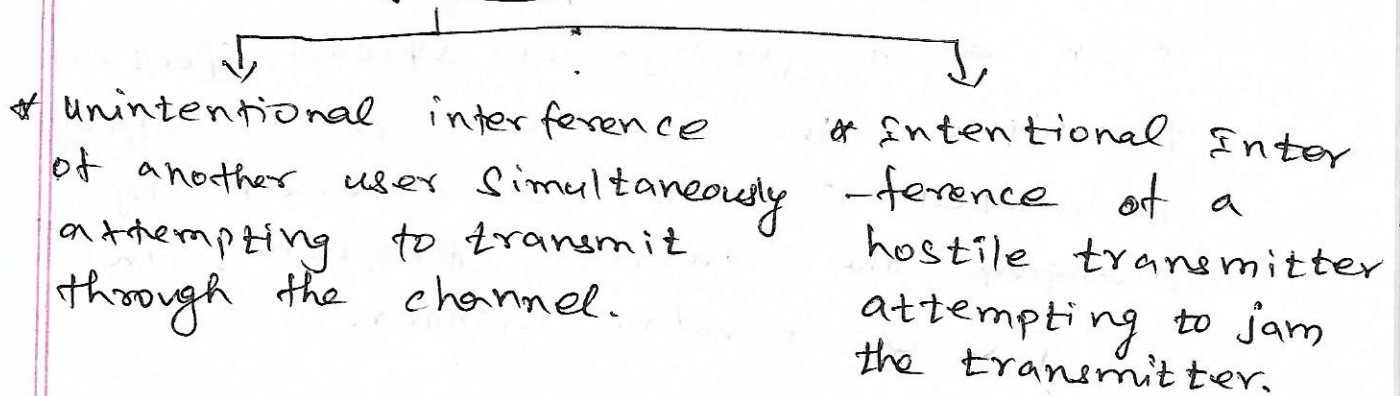 * Unintentional interference
of another user simultaneously
attempting to transmit
through the channel.
* Intentional Inter
-ference of a
hostile transmitter
attempting to jam
the transmitter.